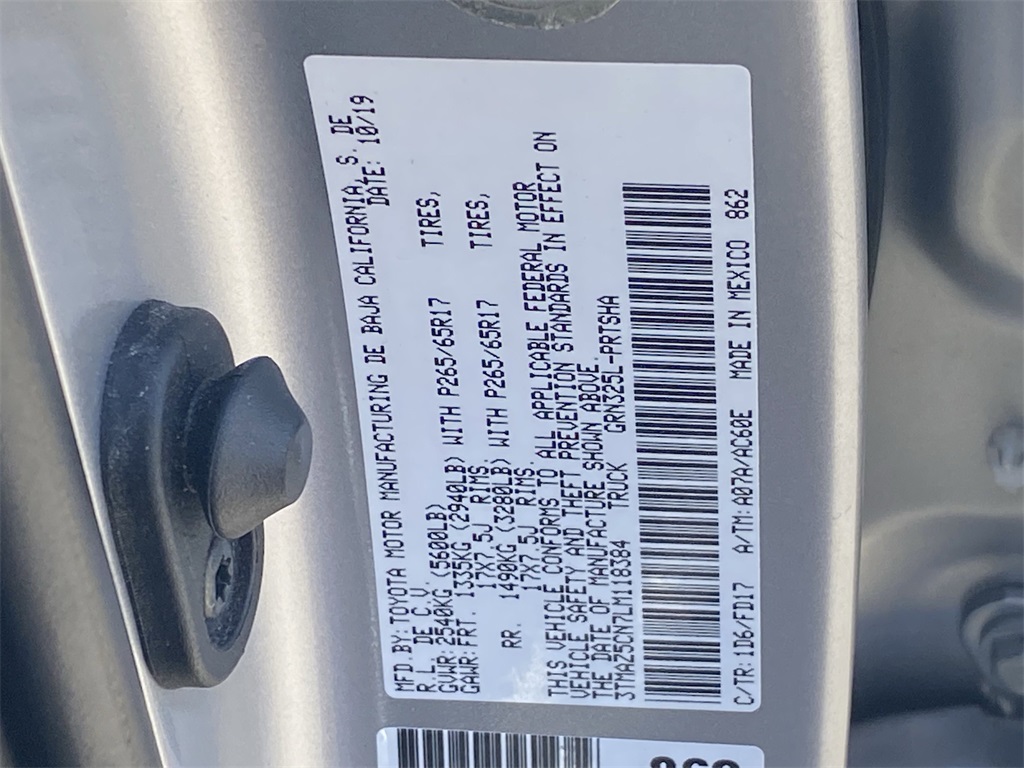 MFD.BY:TOYOTA MOTOR MANUFACTURING DE BAJA CALIFORNIA, S. DE
R.L. DE C.V. DATE: 10/19
GVWR: 2540KG (5600LB)
GAWR:FRT. 1335KG (2940LB) WITH P265/65R17 TIRES,
17X7.5J RIMS.
RR. 1490KG (3280LB) WITH P265/65R17 TIRES,
17X7.5J RIMS.
THIS VEHICLE CONFORMS TO ALL APPLICABLE FEDERAL MOTOR
VEHICLE SAFETY AND THEFT PREVENTION STANDARDS IN EFFECT ON
THE DATE OF MANUFACTURE SHOWN ABOVE.
3TMAZ5CN7LM118384 TRUCK GRN325L-PRTSHA
C/TR:1D6/FD17 A/TM:A07A/AC60E MADE IN MEXICO 862
862